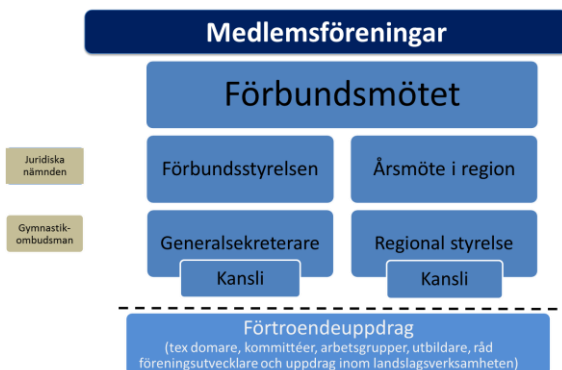 Medlemsföreningar
Förbundsmötet
Juridiska
nämnden
Förbundsstyrelsen
Årsmöte i region
Gymnastik-
ombudsman
Generalsekreterare
Regional styrelse
Kansli
Kansli
Förtroendeuppdrag
(tex domare, kommittéer, arbetsgrupper, utbildare, råd
föreningsutvecklare och uppdrag inom landslagsverksamheten)